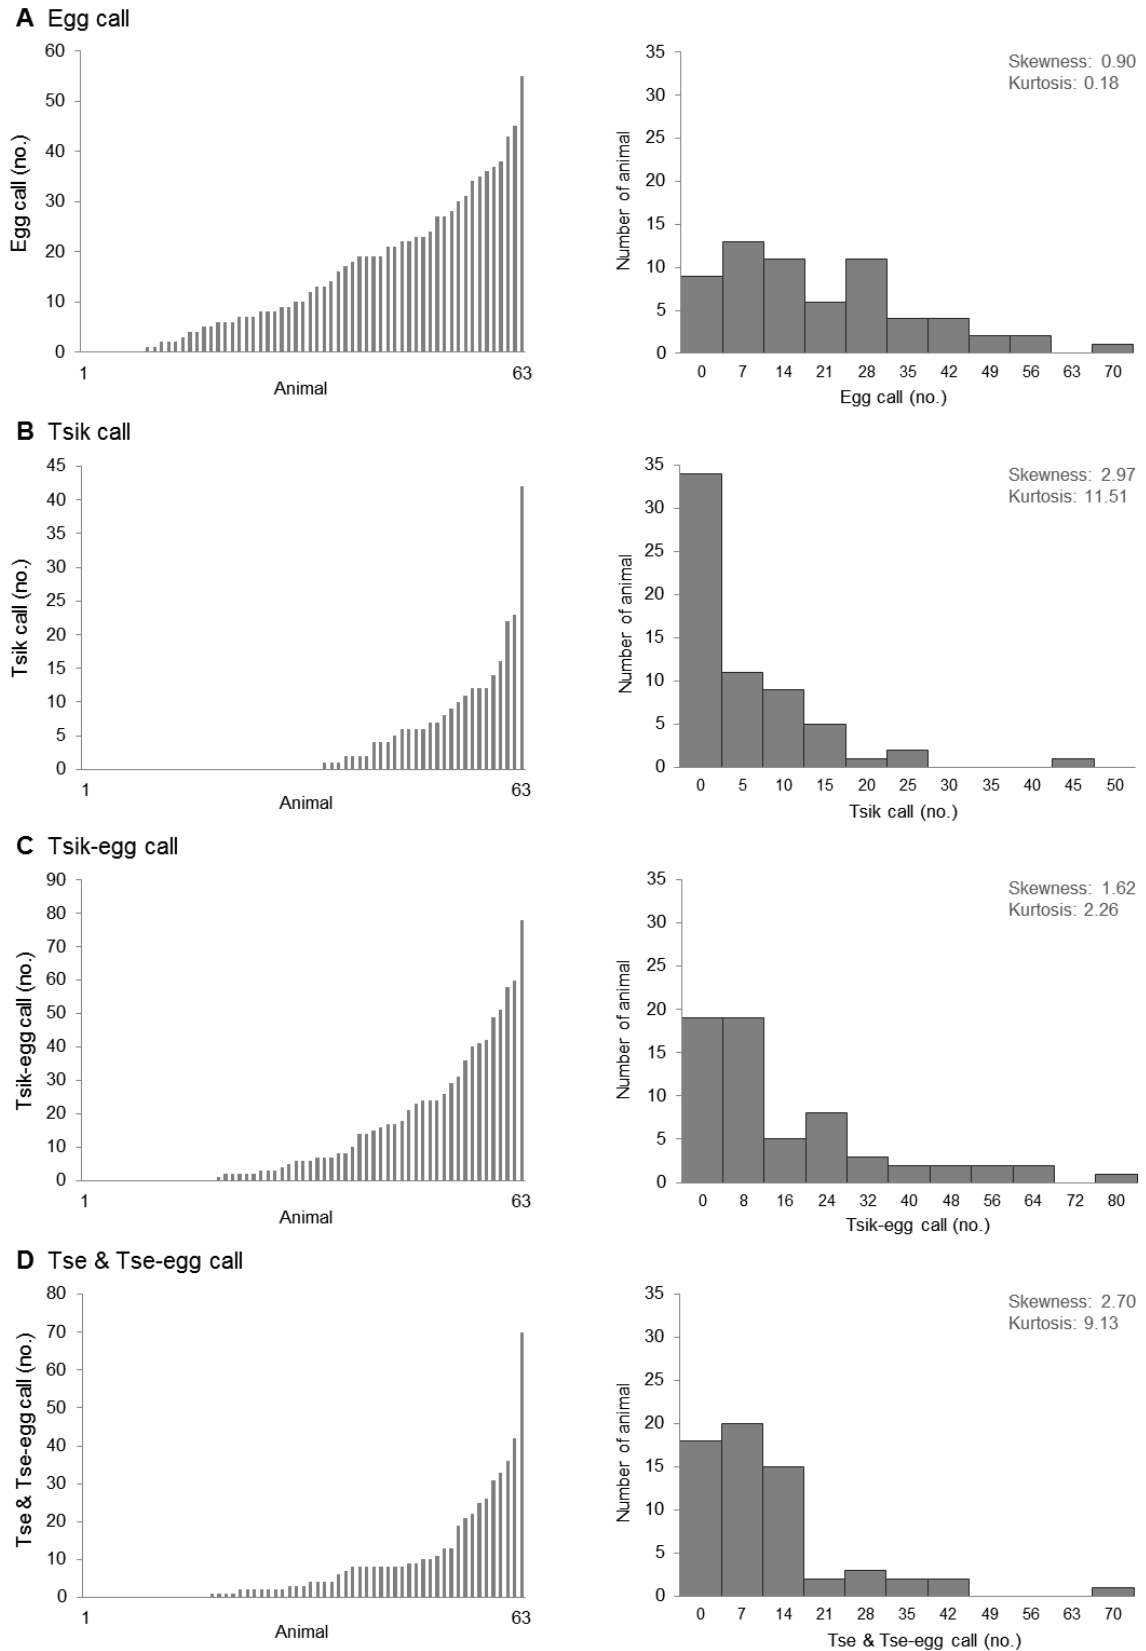 A Egg call
60
50
40
30
20
10
0
Egg call (no.)
1
63
Animal
35
30
25
20
15
10
5
0
Number of animal
Skewness: 0.90
Kurtosis: 0.18
0 7 14 21 28 35 42 49 56 63 70
Egg call (no.)
B Tsik call
45
40
35
30
25
20
15
10
5
0
Tsik call (no.)
1
63
Animal
35
30
25
20
15
10
5
0
Number of animal
Skewness: 2.97
Kurtosis: 11.51
0 5 10 15 20 25 30 35 40 45 50
Tsik call (no.)
C Tsik-egg call
90
80
70
60
50
40
30
20
10
0
Tsik-egg call (no.)
1
63
Animal
35
30
25
20
15
10
5
0
Number of animal
Skewness: 1.62
Kurtosis: 2.26
0 8 16 24 32 40 48 56 64 72 80
Tsik-egg call (no.)
D Tse & Tse-egg call
80
70
60
50
40
30
20
10
0
Tse & Tse-egg call (no.)
1
63
Animal
35
30
25
20
15
10
5
0
Number of animal
Skewness: 2.70
Kurtosis: 9.13
0 7 14 21 28 35 42 49 56 63 70
Tse & Tse-egg call (no.)